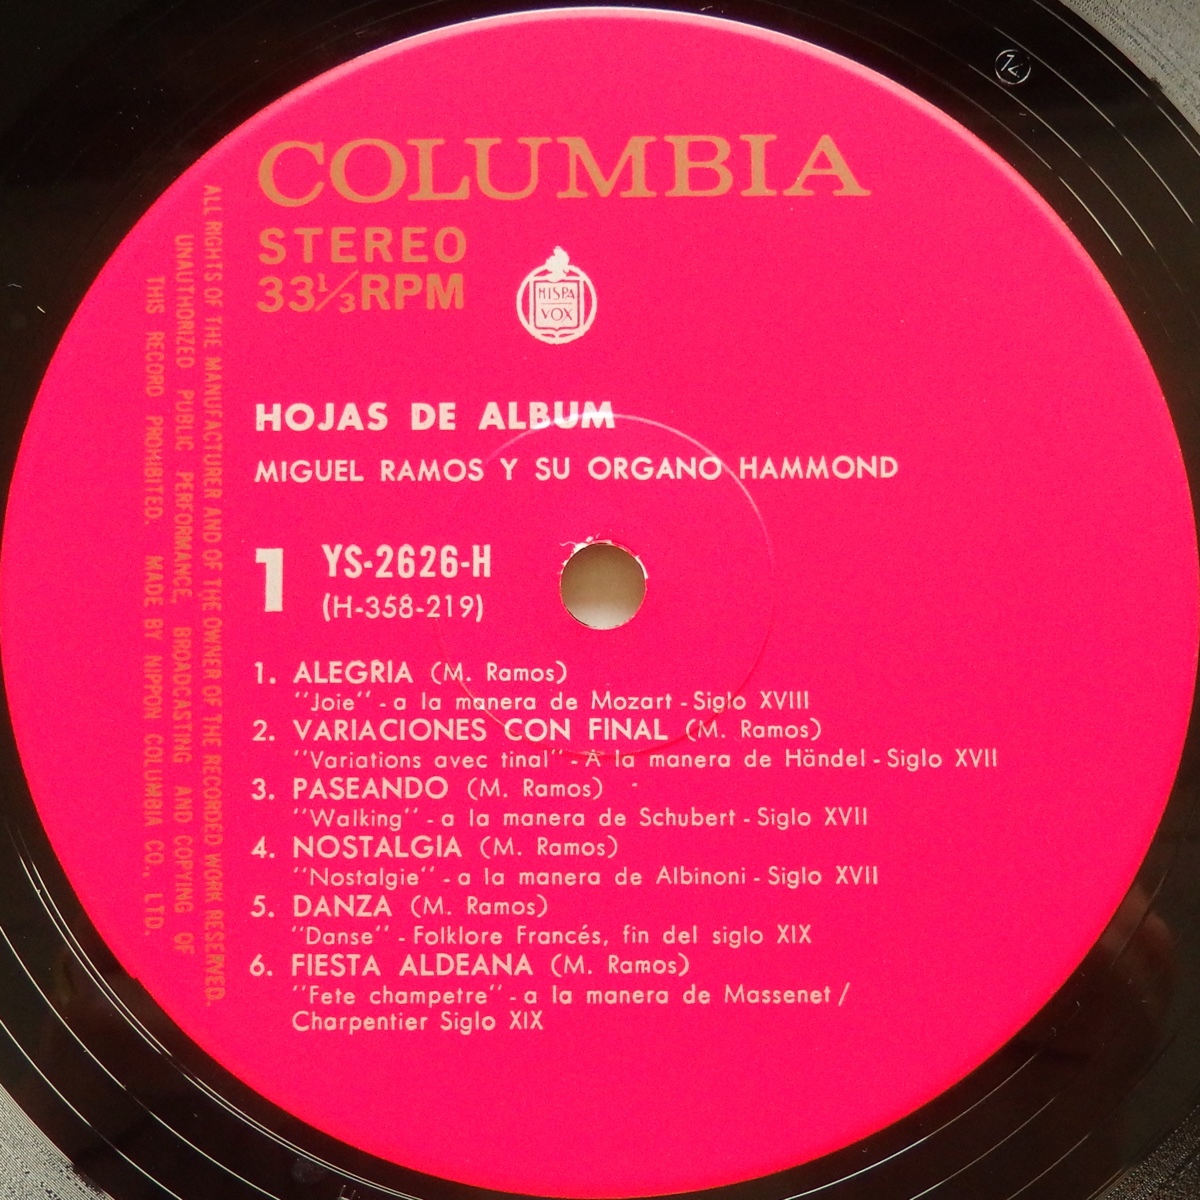 14
COLUMBIA
STEREO
33⅓RPM
HISPA
VOX
HOJAS DE ALBUM
MIGUEL RAMOS Y SU ORGANO HAMMOND
1
YS-2626-H
(H-358-219)
1. ALEGRIA (M. Ramos)
"Joie" - a la manera de Mozart - Siglo XVIII
2. VARIACIONES CON FINAL (M. Ramos)
"Variations avec tinal" - A la manera de Händel - Siglo XVII
3. PASEANDO (M. Ramos)
"Walking" - a la manera de Schubert - Siglo XVII
4. NOSTALGIA (M. Ramos)
"Nostalgie" - a la manera de Albinoni - Siglo XVII
5. DANZA (M. Ramos)
"Danse" - Folklore Francés, fin del siglo XIX
6. FIESTA ALDEANA (M. Ramos)
"Fete champetre" - a la manera de Massenet /
Charpentier Siglo XIX
ALL RIGHTS OF THE MANUFACTURER AND OF THE OWNER OF THE RECORDED WORK RESERVED.
UNAUTHORIZED PUBLIC PERFORMANCE, BROADCASTING AND COPYING OF
THIS RECORD PROHIBITED. MADE BY NIPPON COLUMBIA CO., LTD.